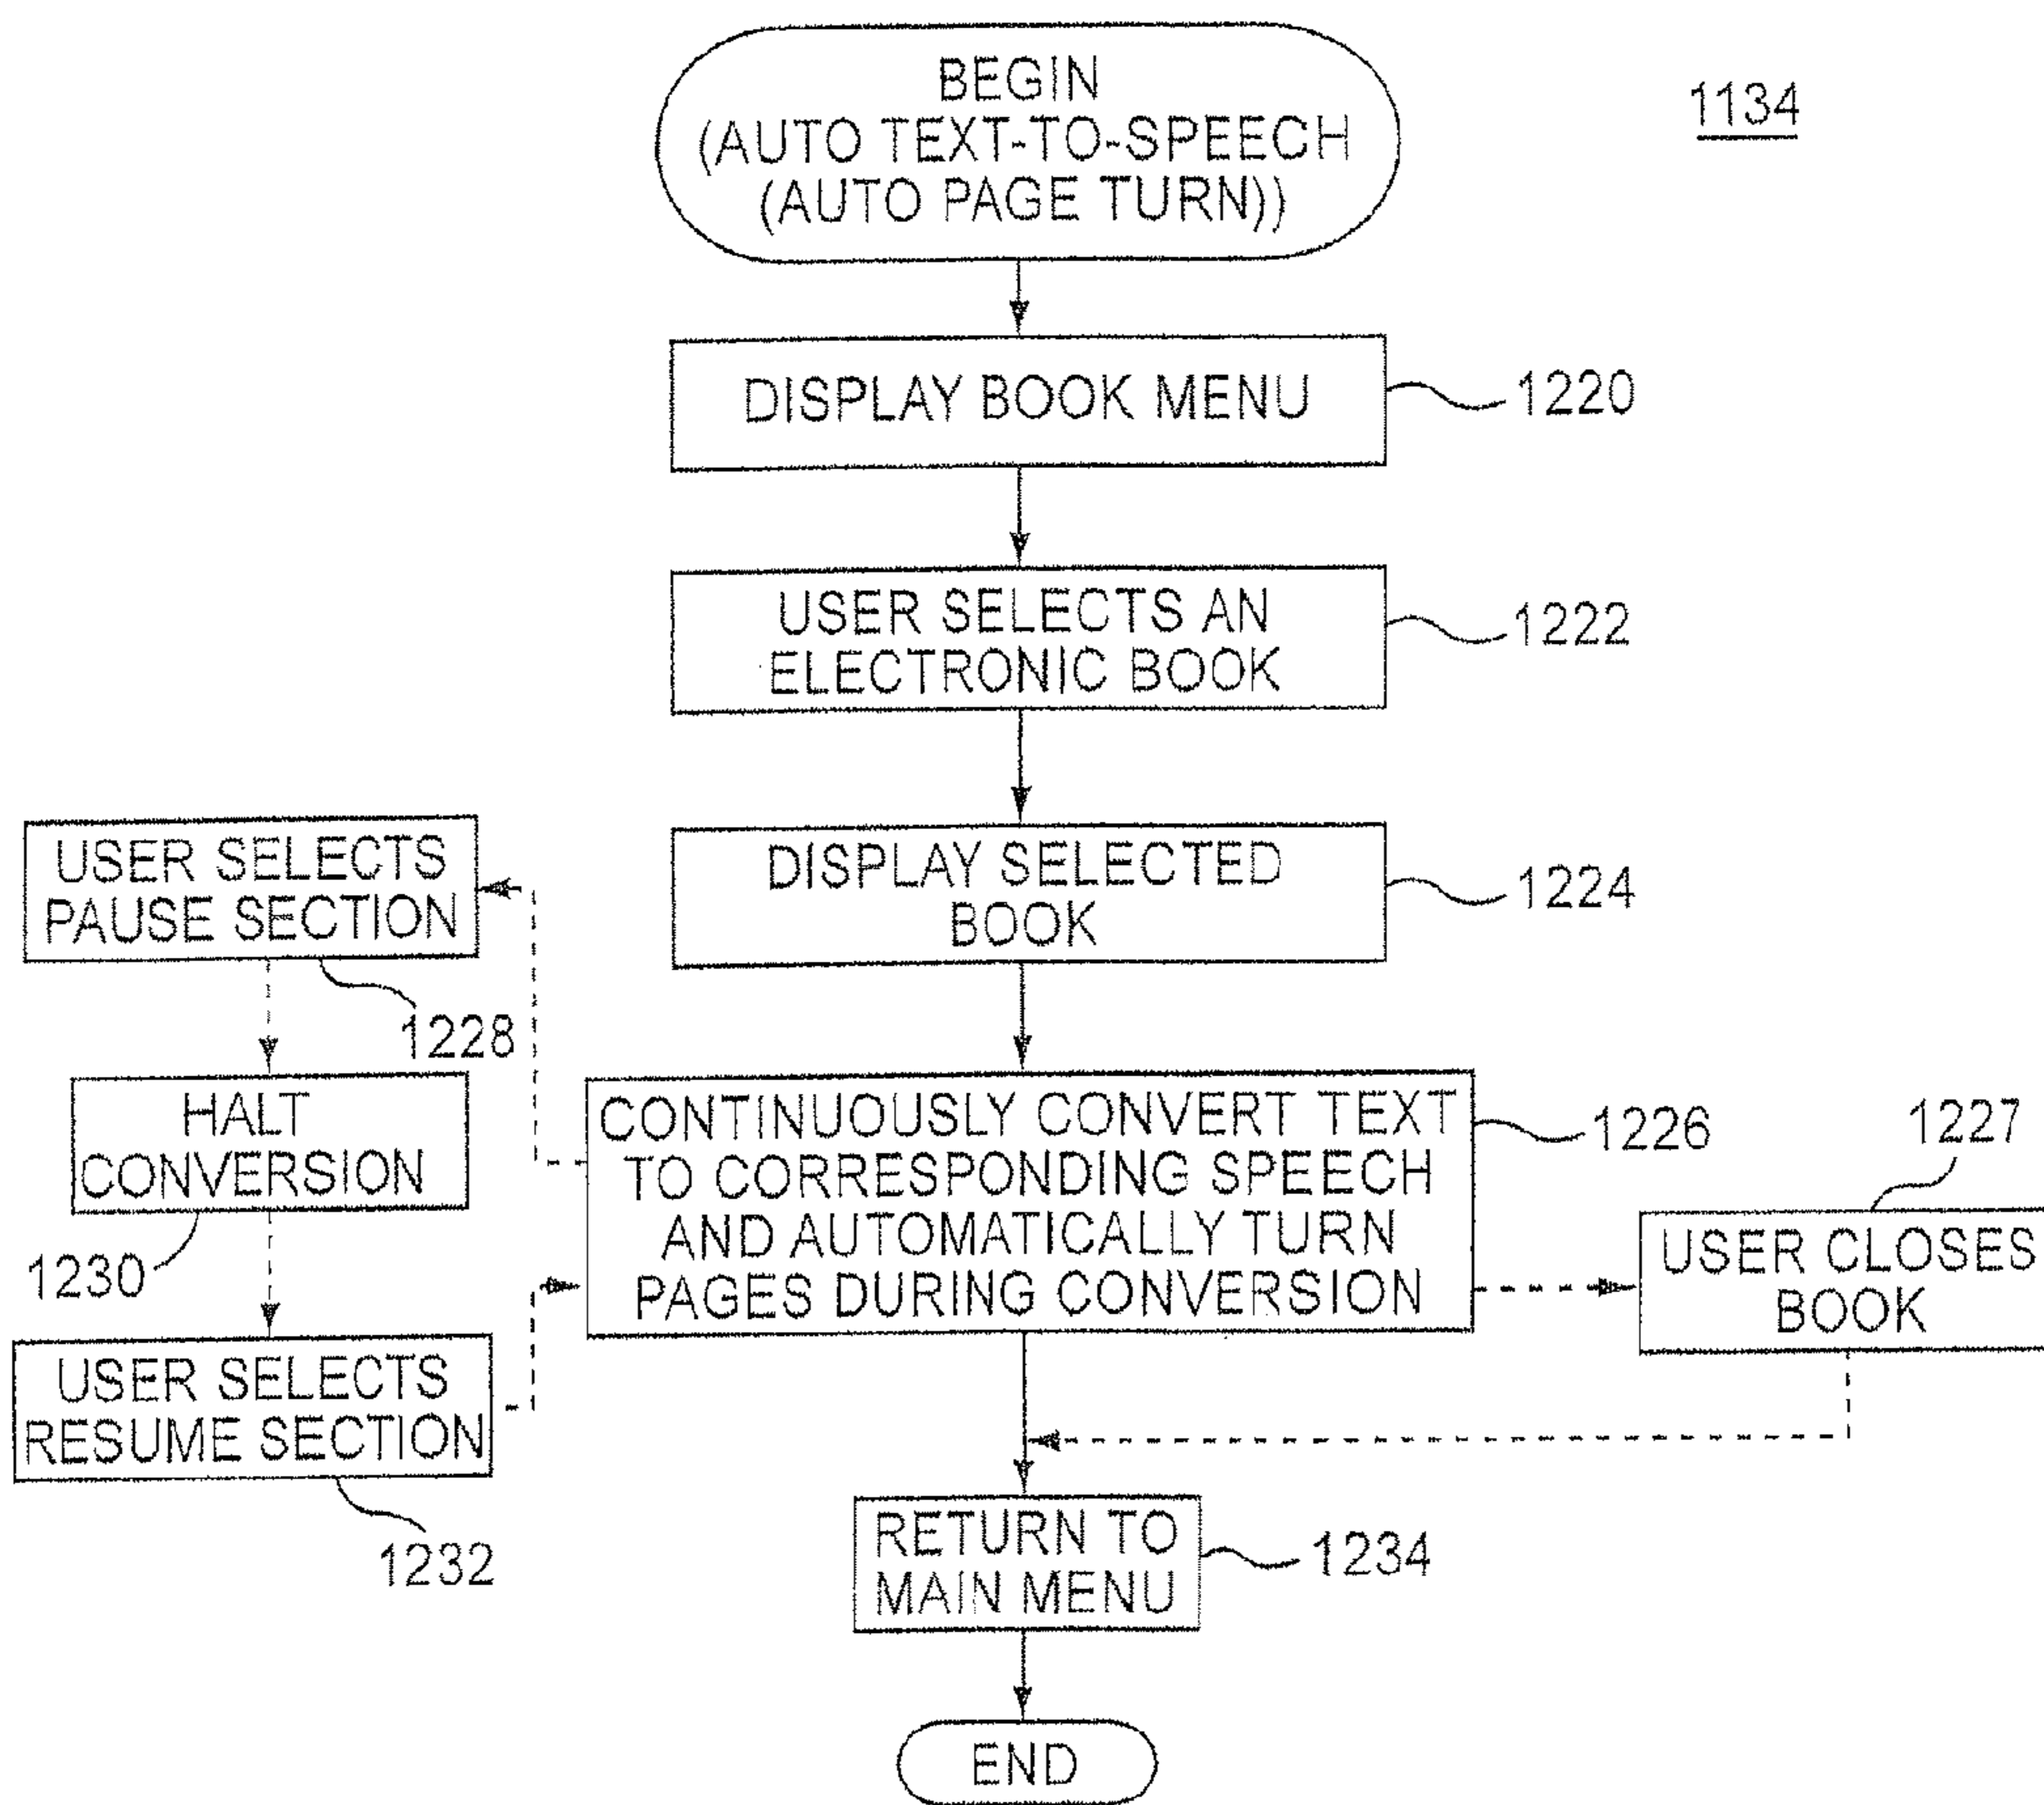 BEGIN
(AUTO TEXT-TO-SPEECH
(AUTO PAGE TURN))
1134
DISPLAY BOOK MENU
1220
USER SELECTS AN
ELECTRONIC BOOK
1222
DISPLAY SELECTED
BOOK
1224
USER SELECTS
PAUSE SECTION
1228
HALT
CONVERSION
1230
USER SELECTS
RESUME SECTION
1232
CONTINUOUSLY CONVERT TEXT
TO CORRESPONDING SPEECH
AND AUTOMATICALLY TURN
PAGES DURING CONVERSION
1226
1227
USER CLOSES
BOOK
RETURN TO
MAIN MENU
1234
END